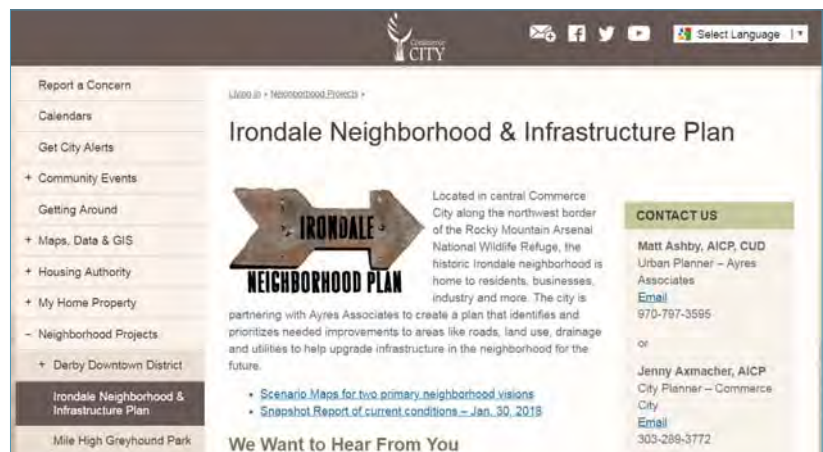 Commerce
CITY
Select Language
Report a Concern
Calendars
Get City Alerts
+ Community Events
Getting Around
+ Maps, Data & GIS
+ Housing Authority
+ My Home Property
– Neighborhood Projects
+ Derby Downtown District
Irondale Neighborhood &
Infrastructure Plan
Mile High Greyhound Park
Living In » Neighborhood Projects »
Irondale Neighborhood & Infrastructure Plan
IRONDALE
NEIGHBORHOOD PLAN
Located in central Commerce
City along the northwest border
of the Rocky Mountain Arsenal
National Wildlife Refuge, the
historic Irondale neighborhood is
home to residents, businesses,
industry and more. The city is
partnering with Ayres Associates to create a plan that identifies and
prioritizes needed improvements to areas like roads, land use, drainage
and utilities to help upgrade infrastructure in the neighborhood for the
future.
• Scenario Maps for two primary neighborhood visions
• Snapshot Report of current conditions – Jan. 30, 2018
We Want to Hear From You
CONTACT US
Matt Ashby, AICP, CUD
Urban Planner – Ayres
Associates
Email
970-797-3595
or
Jenny Axmacher, AICP
City Planner – Commerce
City
Email
303-289-3772